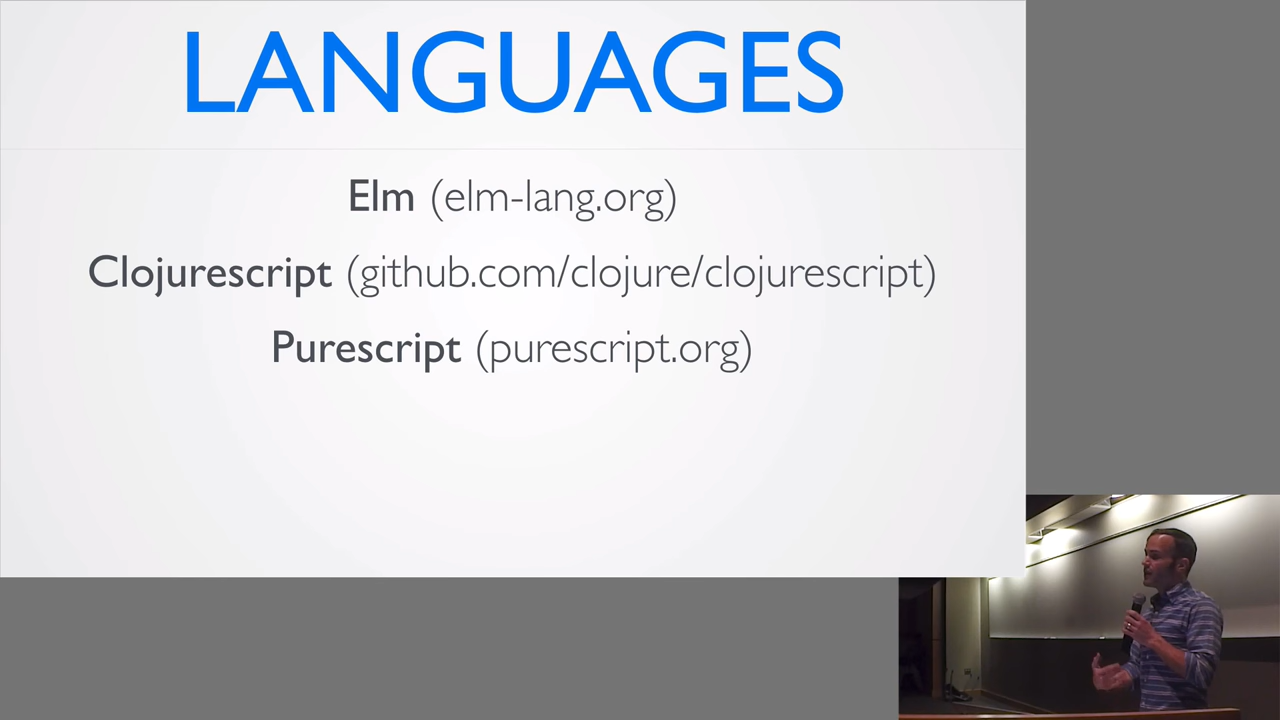 LANGUAGES
Elm (elm-lang.org)
Clojurescript (github.com/clojure/clojurescript)
Purescript (purescript.org)